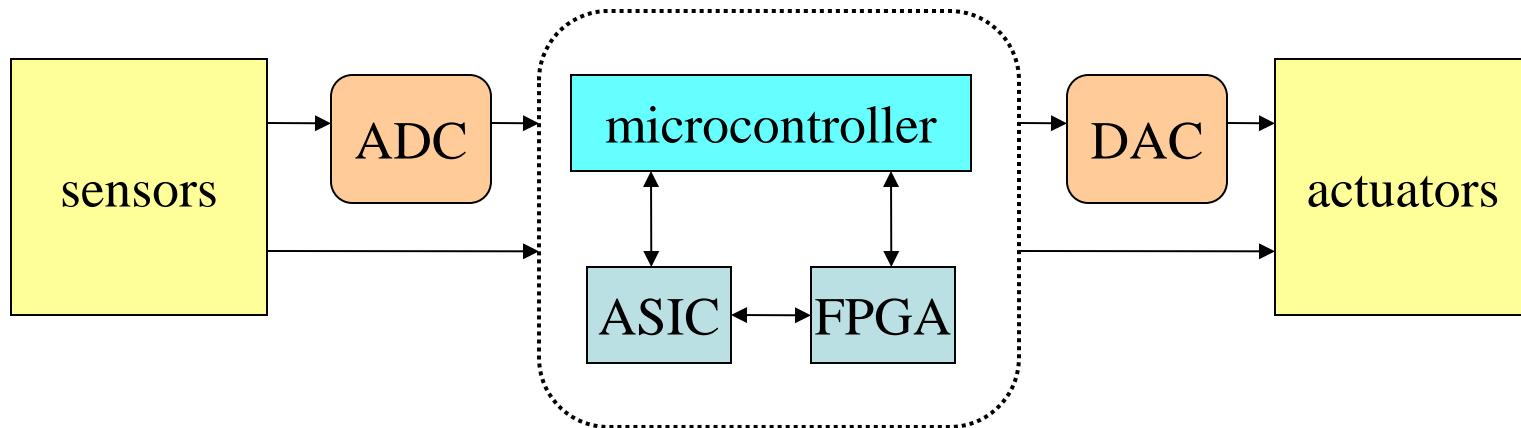 sensors
ADC
microcontroller
ASIC
FPGA
DAC
actuators